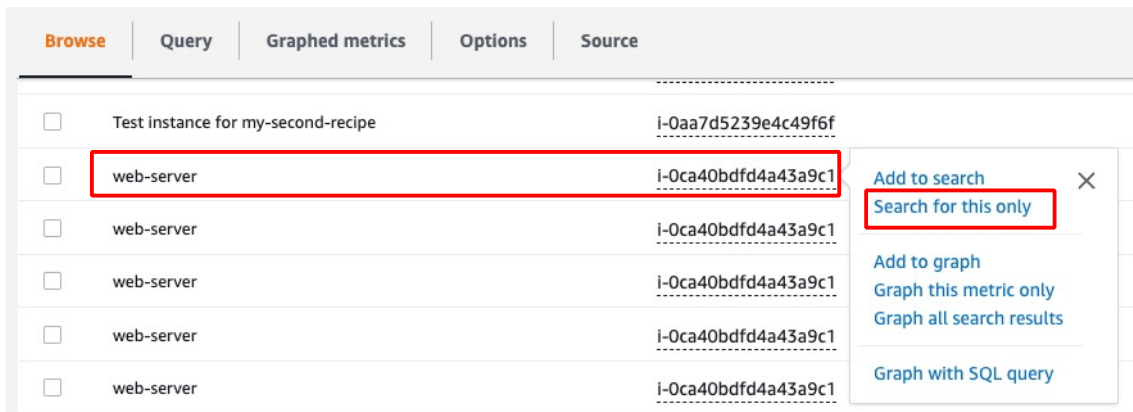 Browse Query Graphed metrics Options Source
Test instance for my-second-recipe i-0aa7d5239e4c49f6f
web-server i-0ca40bdfd4a43a9c1
Add to search
Search for this only
web-server i-0ca40bdfd4a43a9c1
Add to graph
web-server i-0ca40bdfd4a43a9c1
Graph this metric only
Graph all search results
web-server i-0ca40bdfd4a43a9c1
Graph with SQL query
web-server i-0ca40bdfd4a43a9c1